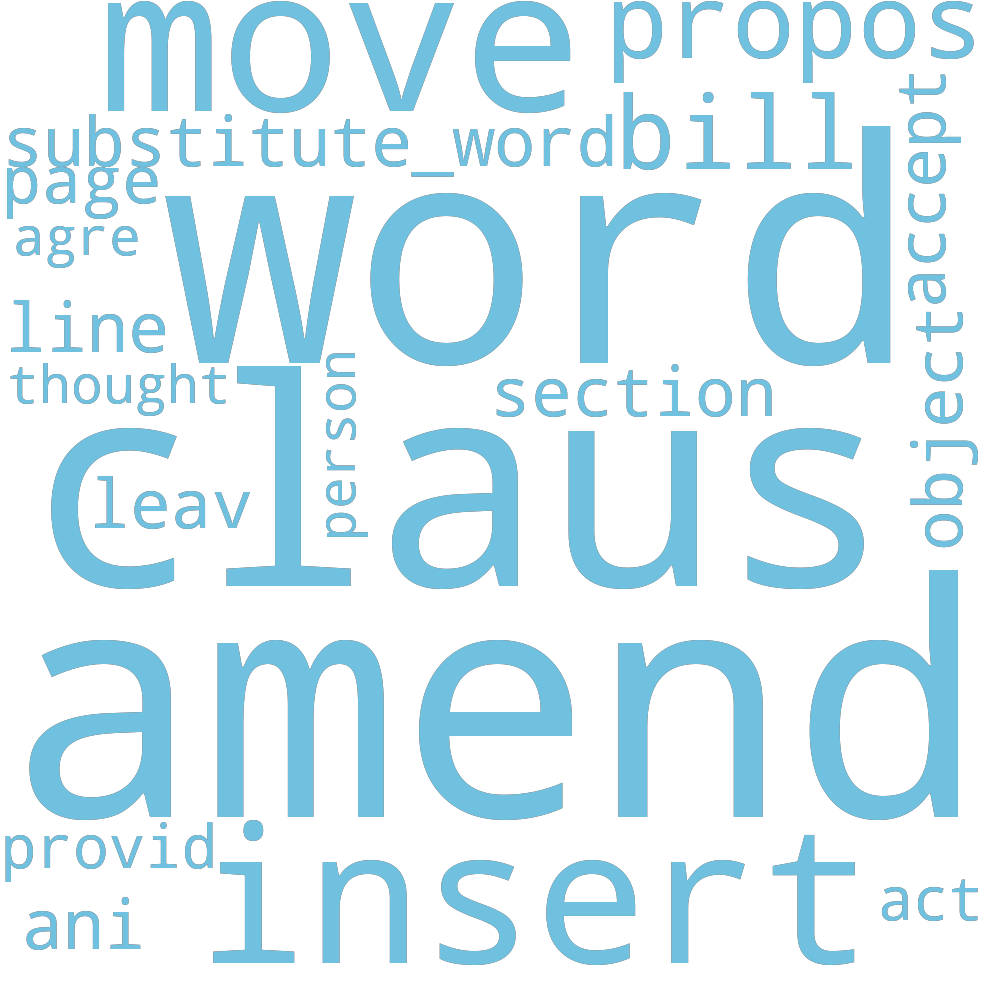 move
propos
substitute_word
bill
accept
page
word
agre
line
object
thought
person
section
claus
leav
amend
provid
insert
ani
act